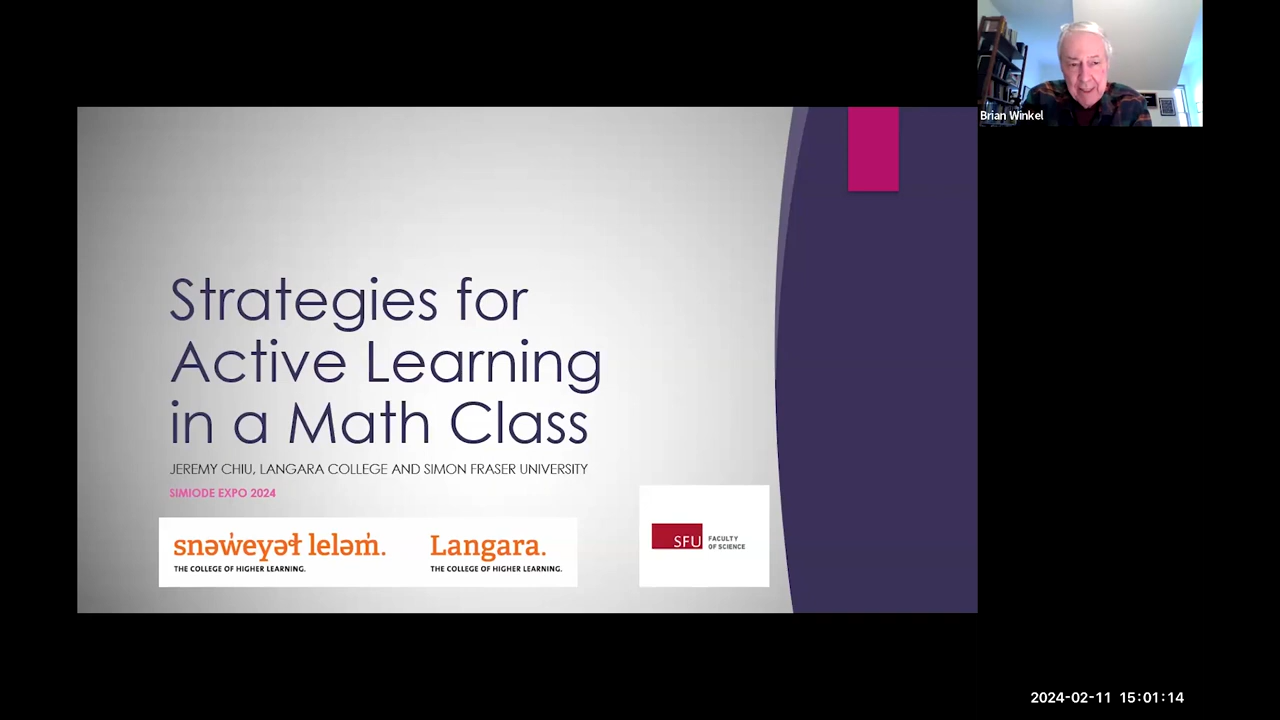 Brian Winkel
Strategies for
Active Learning
in a Math Class
JEREMY CHIU, LANGARA COLLEGE AND SIMON FRASER UNIVERSITY
SIMIODE EXPO 2024
snəw̓eyəɬ leləm̓.
THE COLLEGE OF HIGHER LEARNING.
Langara.
THE COLLEGE OF HIGHER LEARNING.
SFU
FACULTY
OF SCIENCE
2024-02-11 15:01:14